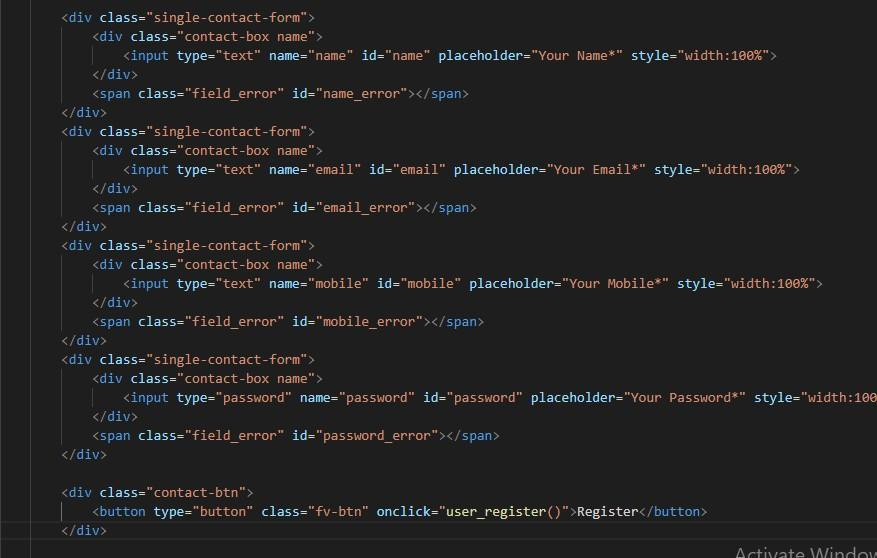 <div class="single-contact-form">
<div class="contact-box name">
<input type="text" name="name" id="name" placeholder="Your Name*" style="width:100%">
</div>
<span class="field_error" id="name_error"></span>
</div>
<div class="single-contact-form">
<div class="contact-box name">
<input type="text" name="email" id="email" placeholder="Your Email*" style="width:100%">
</div>
<span class="field_error" id="email_error"></span>
</div>
<div class="single-contact-form">
<div class="contact-box name">
<input type="text" name="mobile" id="mobile" placeholder="Your Mobile*" style="width:100%">
</div>
<span class="field_error" id="mobile_error"></span>
</div>
<div class="single-contact-form">
<div class="contact-box name">
<input type="password" name="password" id="password" placeholder="Your Password*" style="width:100
</div>
<span class="field_error" id="password_error"></span>
</div>
<div class="contact-btn">
<button type="button" class="fv-btn" onclick="user_register()">Register</button>
</div>
Activate Window